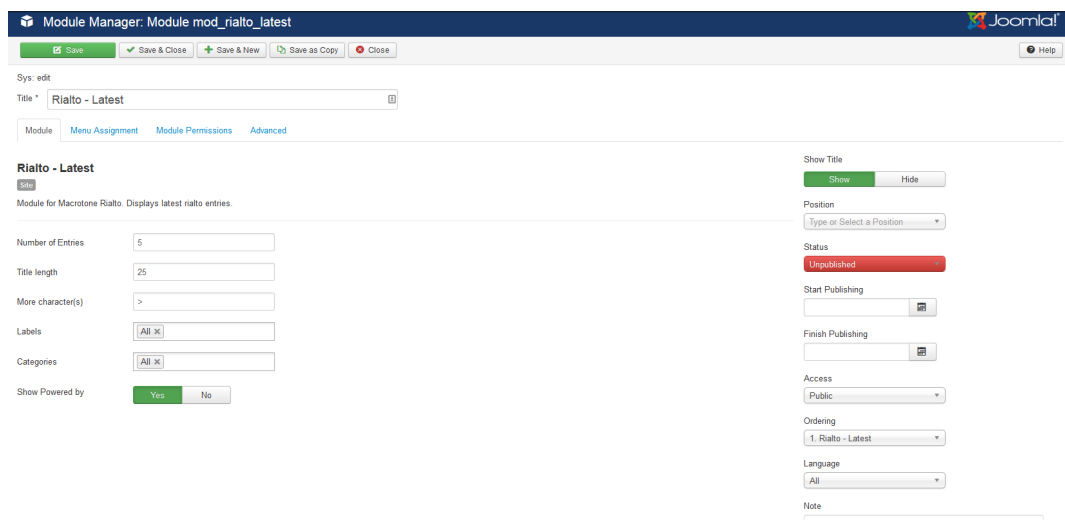 Module Manager: Module mod_rialto_latest
Joomla!
Save
Save & Close
Save & New
Save as Copy
Close
Help
Sys: edit
Title *
Rialto - Latest
Module
Menu Assignment
Module Permissions
Advanced
Rialto - Latest
Site
Module for Macrotone Rialto. Displays latest rialto entries.
Number of Entries
5
Title length
25
More character(s)
>
Labels
All
Categories
All
Show Powered by
Yes
No
Show Title
Show
Hide
Position
Type or Select a Position
Status
Unpublished
Start Publishing
Finish Publishing
Access
Public
Ordering
1. Rialto - Latest
Language
All
Note